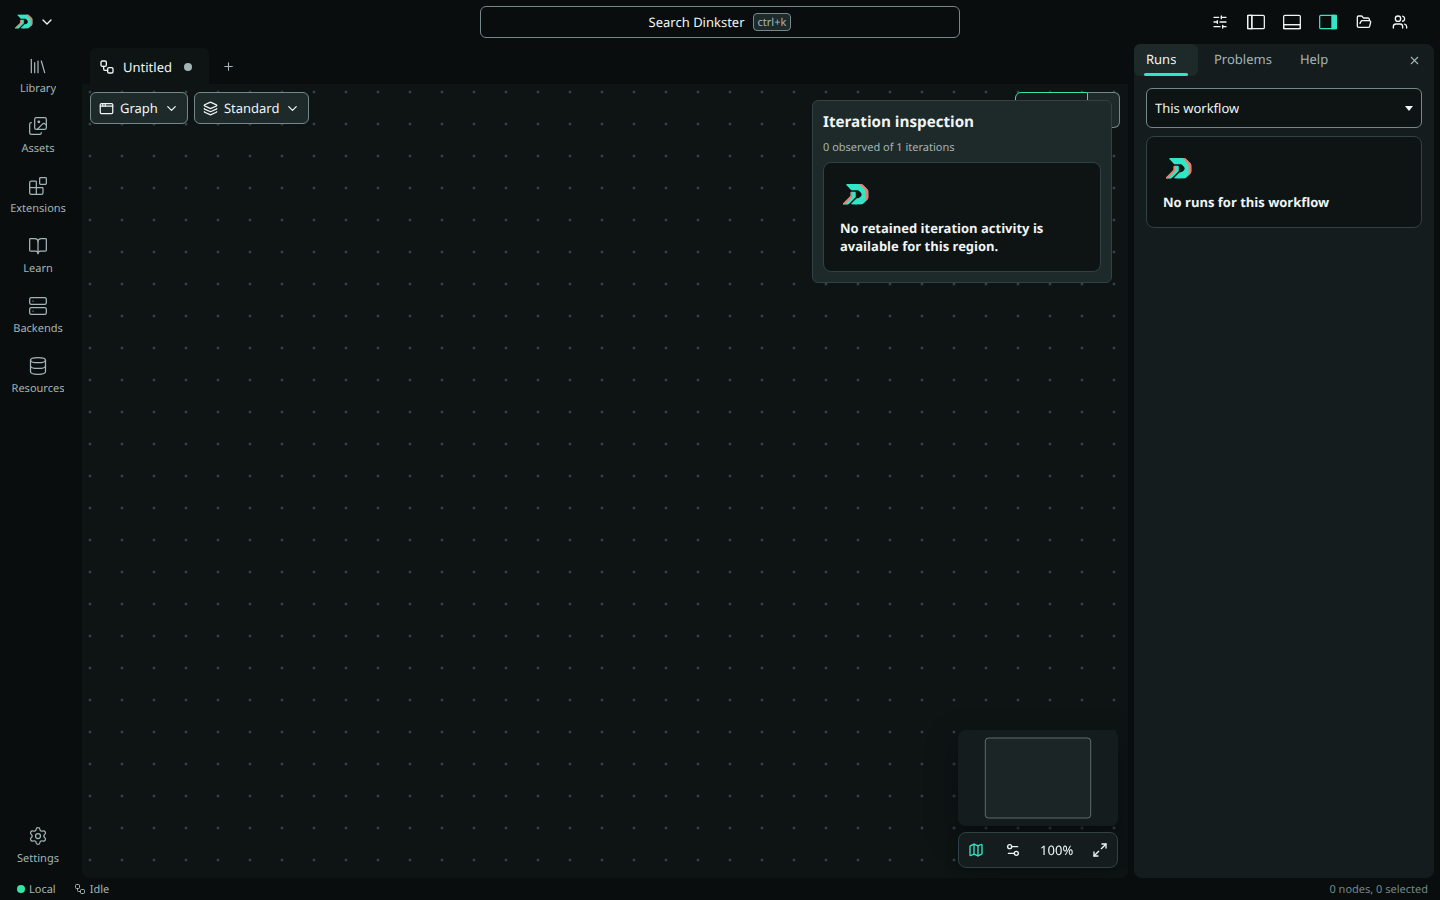 Search Dinkster ctrl+k
Library
Assets
Extensions
Learn
Backends
Resources
Settings
Untitled
Graph
Standard
Iteration inspection
0 observed of 1 iterations
No retained iteration activity is
available for this region.
100%
Runs
Problems
Help
This workflow
No runs for this workflow
Local
Idle
0 nodes, 0 selected